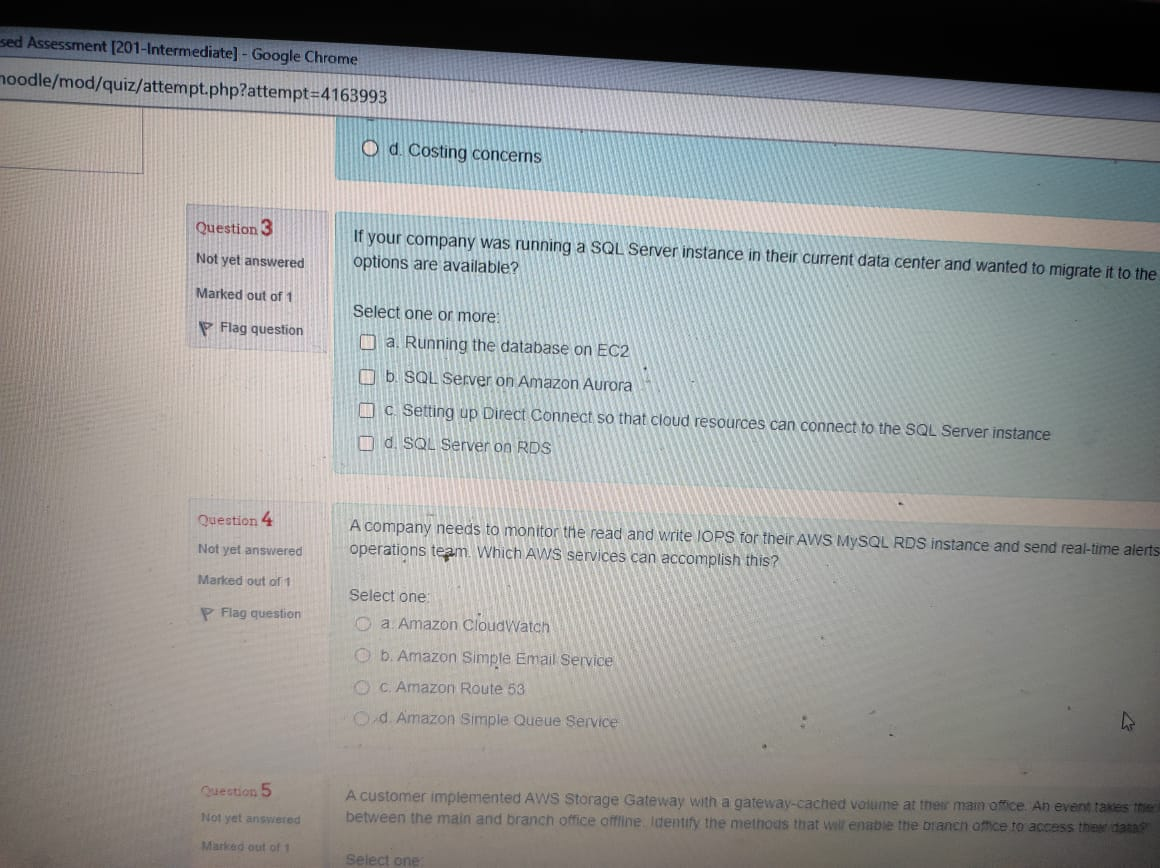 sed Assessment [201-Intermediate] - Google Chrome
noodle/mod/quiz/attempt.php?attempt=4163993
d. Costing concerns
Question 3
Not yet answered
Marked out of 1
Flag question
If your company was running a SQL Server instance in their current data center and wanted to migrate it to the
options are available?
Select one or more:
a. Running the database on EC2
b. SQL Server on Amazon Aurora
c. Setting up Direct Connect so that cloud resources can connect to the SQL Server instance
d. SQL Server on RDS
Question 4
Not yet answered
Marked out of 1
Flag question
A company needs to monitor the read and write IOPS for their AWS MySQL RDS instance and send real-time alerts
operations team. Which AWS services can accomplish this?
Select one:
a. Amazon CloudWatch
b. Amazon Simple Email Service
c. Amazon Route 53
d. Amazon Simple Queue Service
Question 5
Not yet answered
Marked out of 1
A customer implemented AWS Storage Gateway with a gateway-cached volume at their main office. An event takes the
between the main and branch office offline. Identify the methods that will enable the branch office to access their data?
Select one: